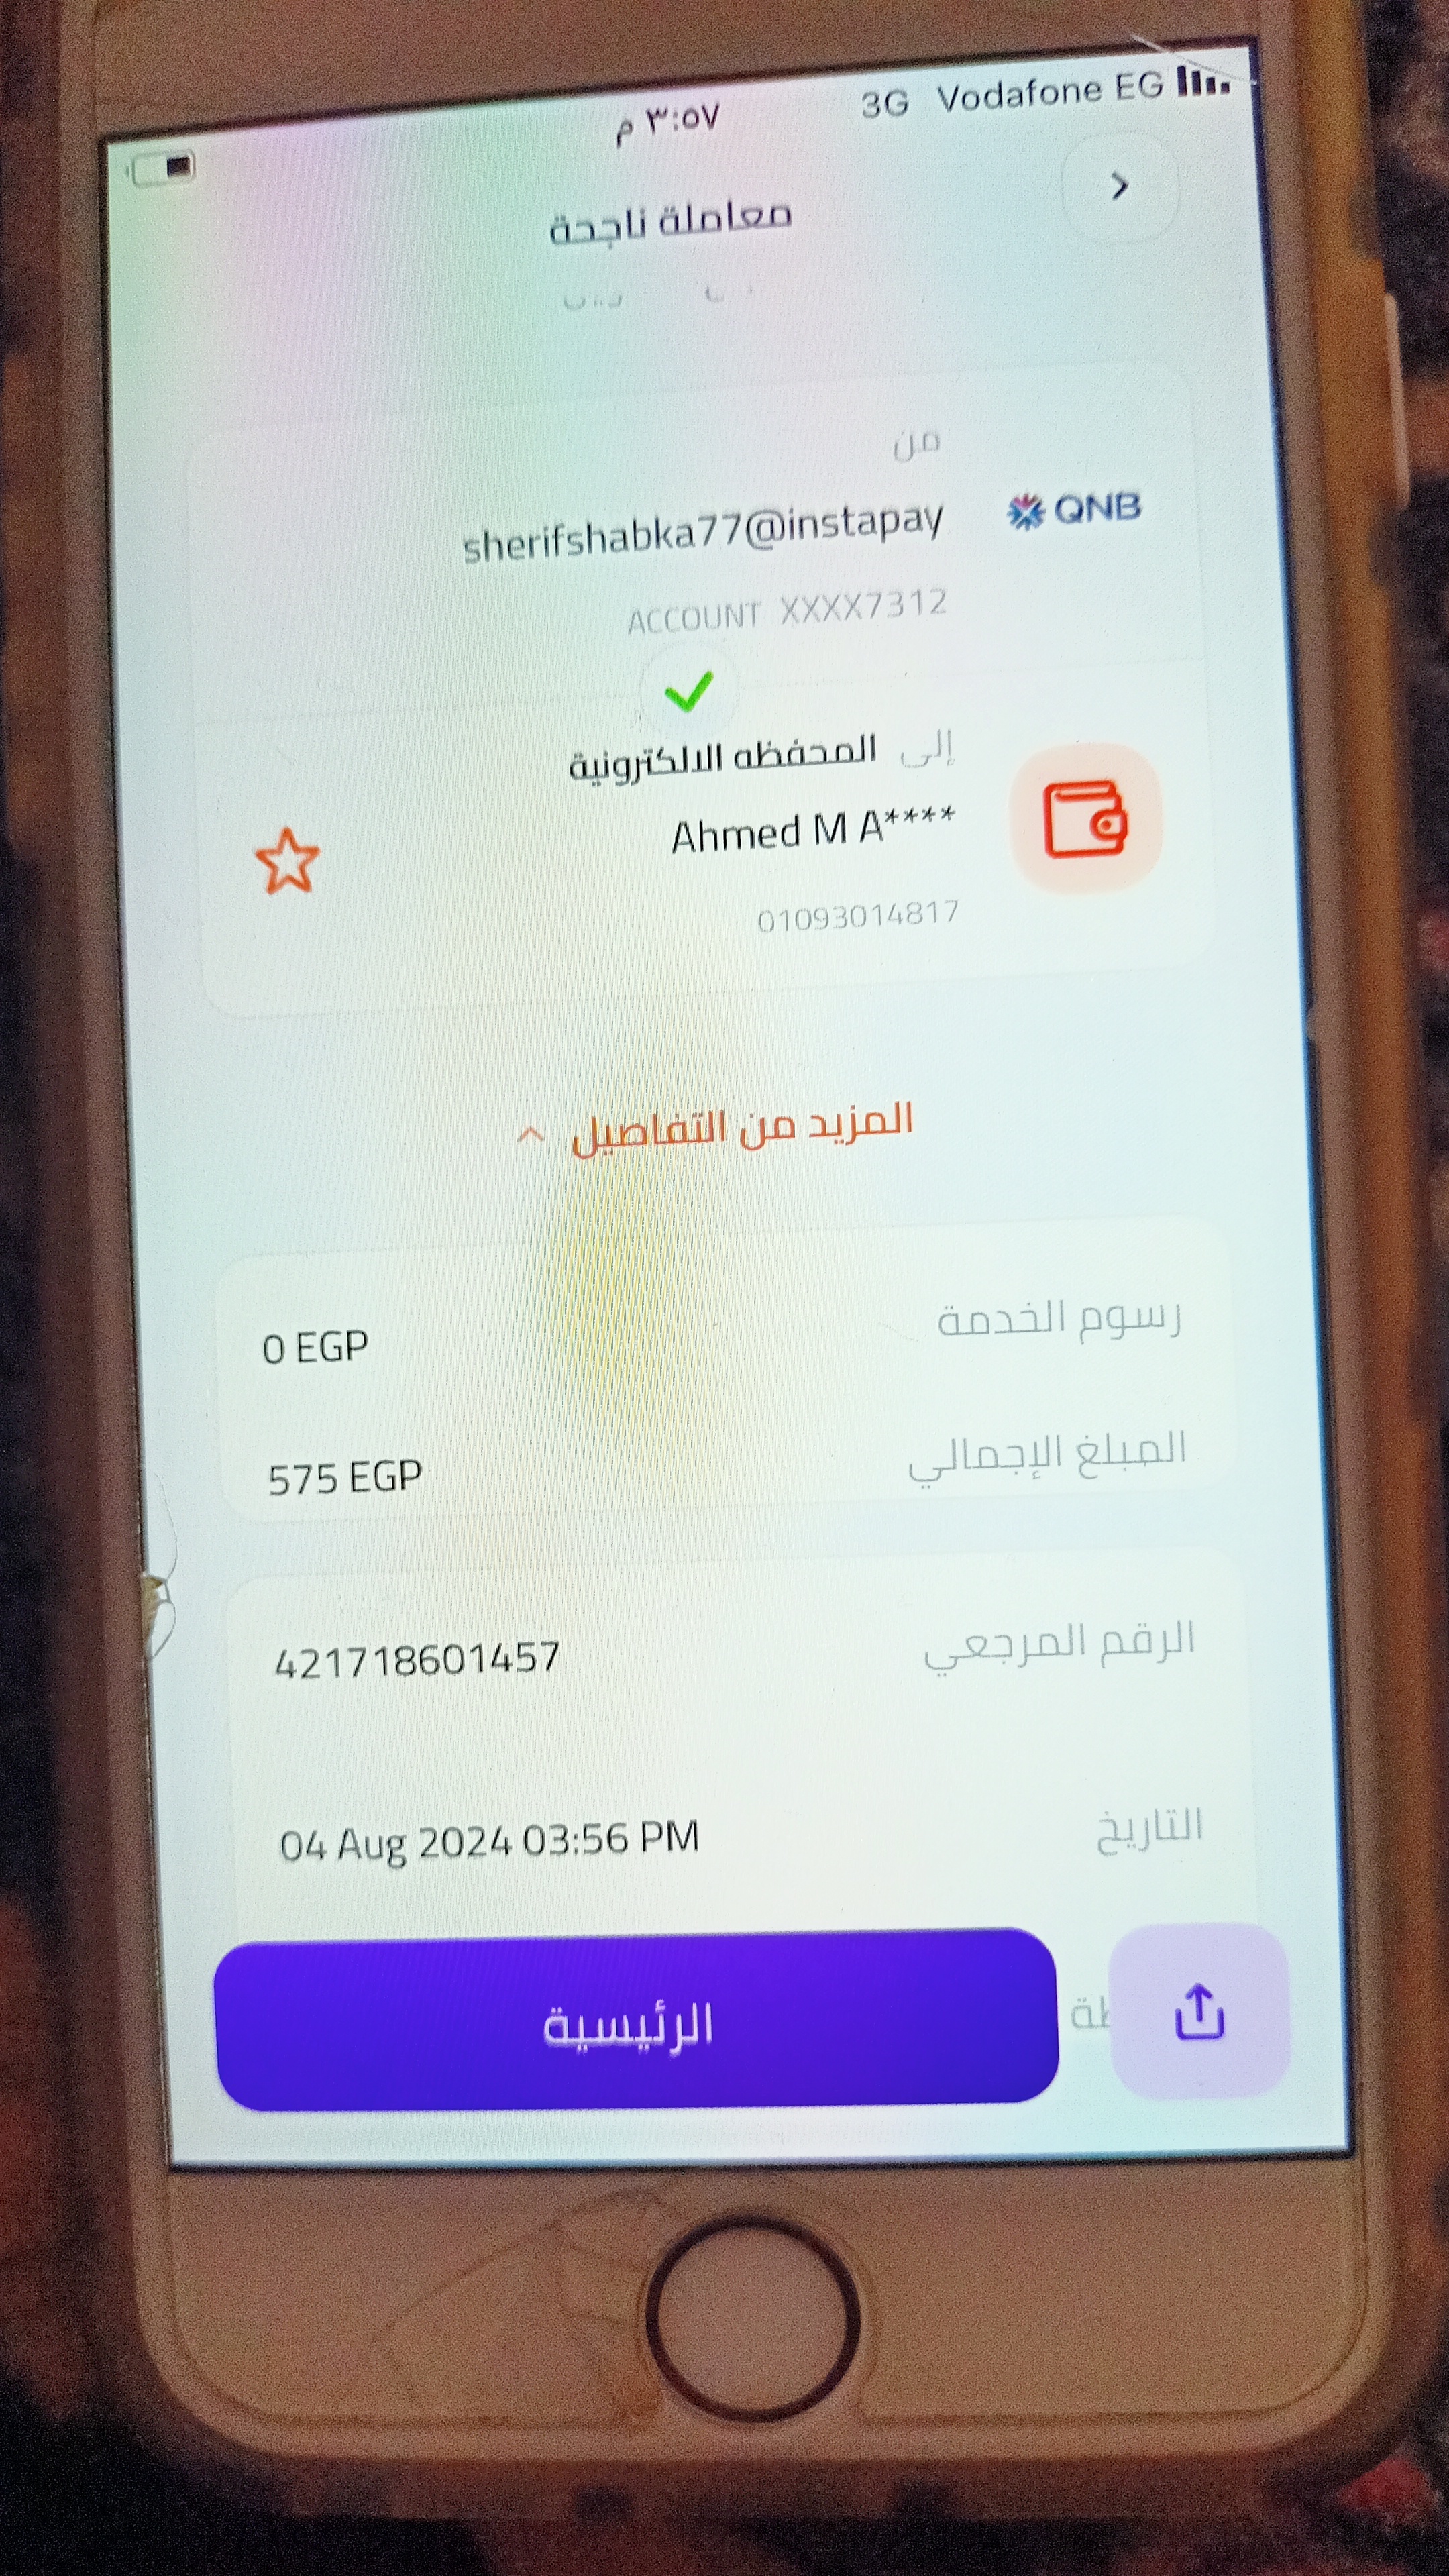 3G Vodafone EG
٣:٥٧ م
معاملة ناجحة
من
QNB
sherifshabka77@instapay
ACCOUNT XXXX7312
إلى المحفظه الالكترونية
Ahmed M A****
01093014817
المزيد من التفاصيل
رسوم الخدمة 0 EGP
المبلغ الإجمالي 575 EGP
الرقم المرجعي 421718601457
التاريخ 04 Aug 2024 03:56 PM
الرئيسية